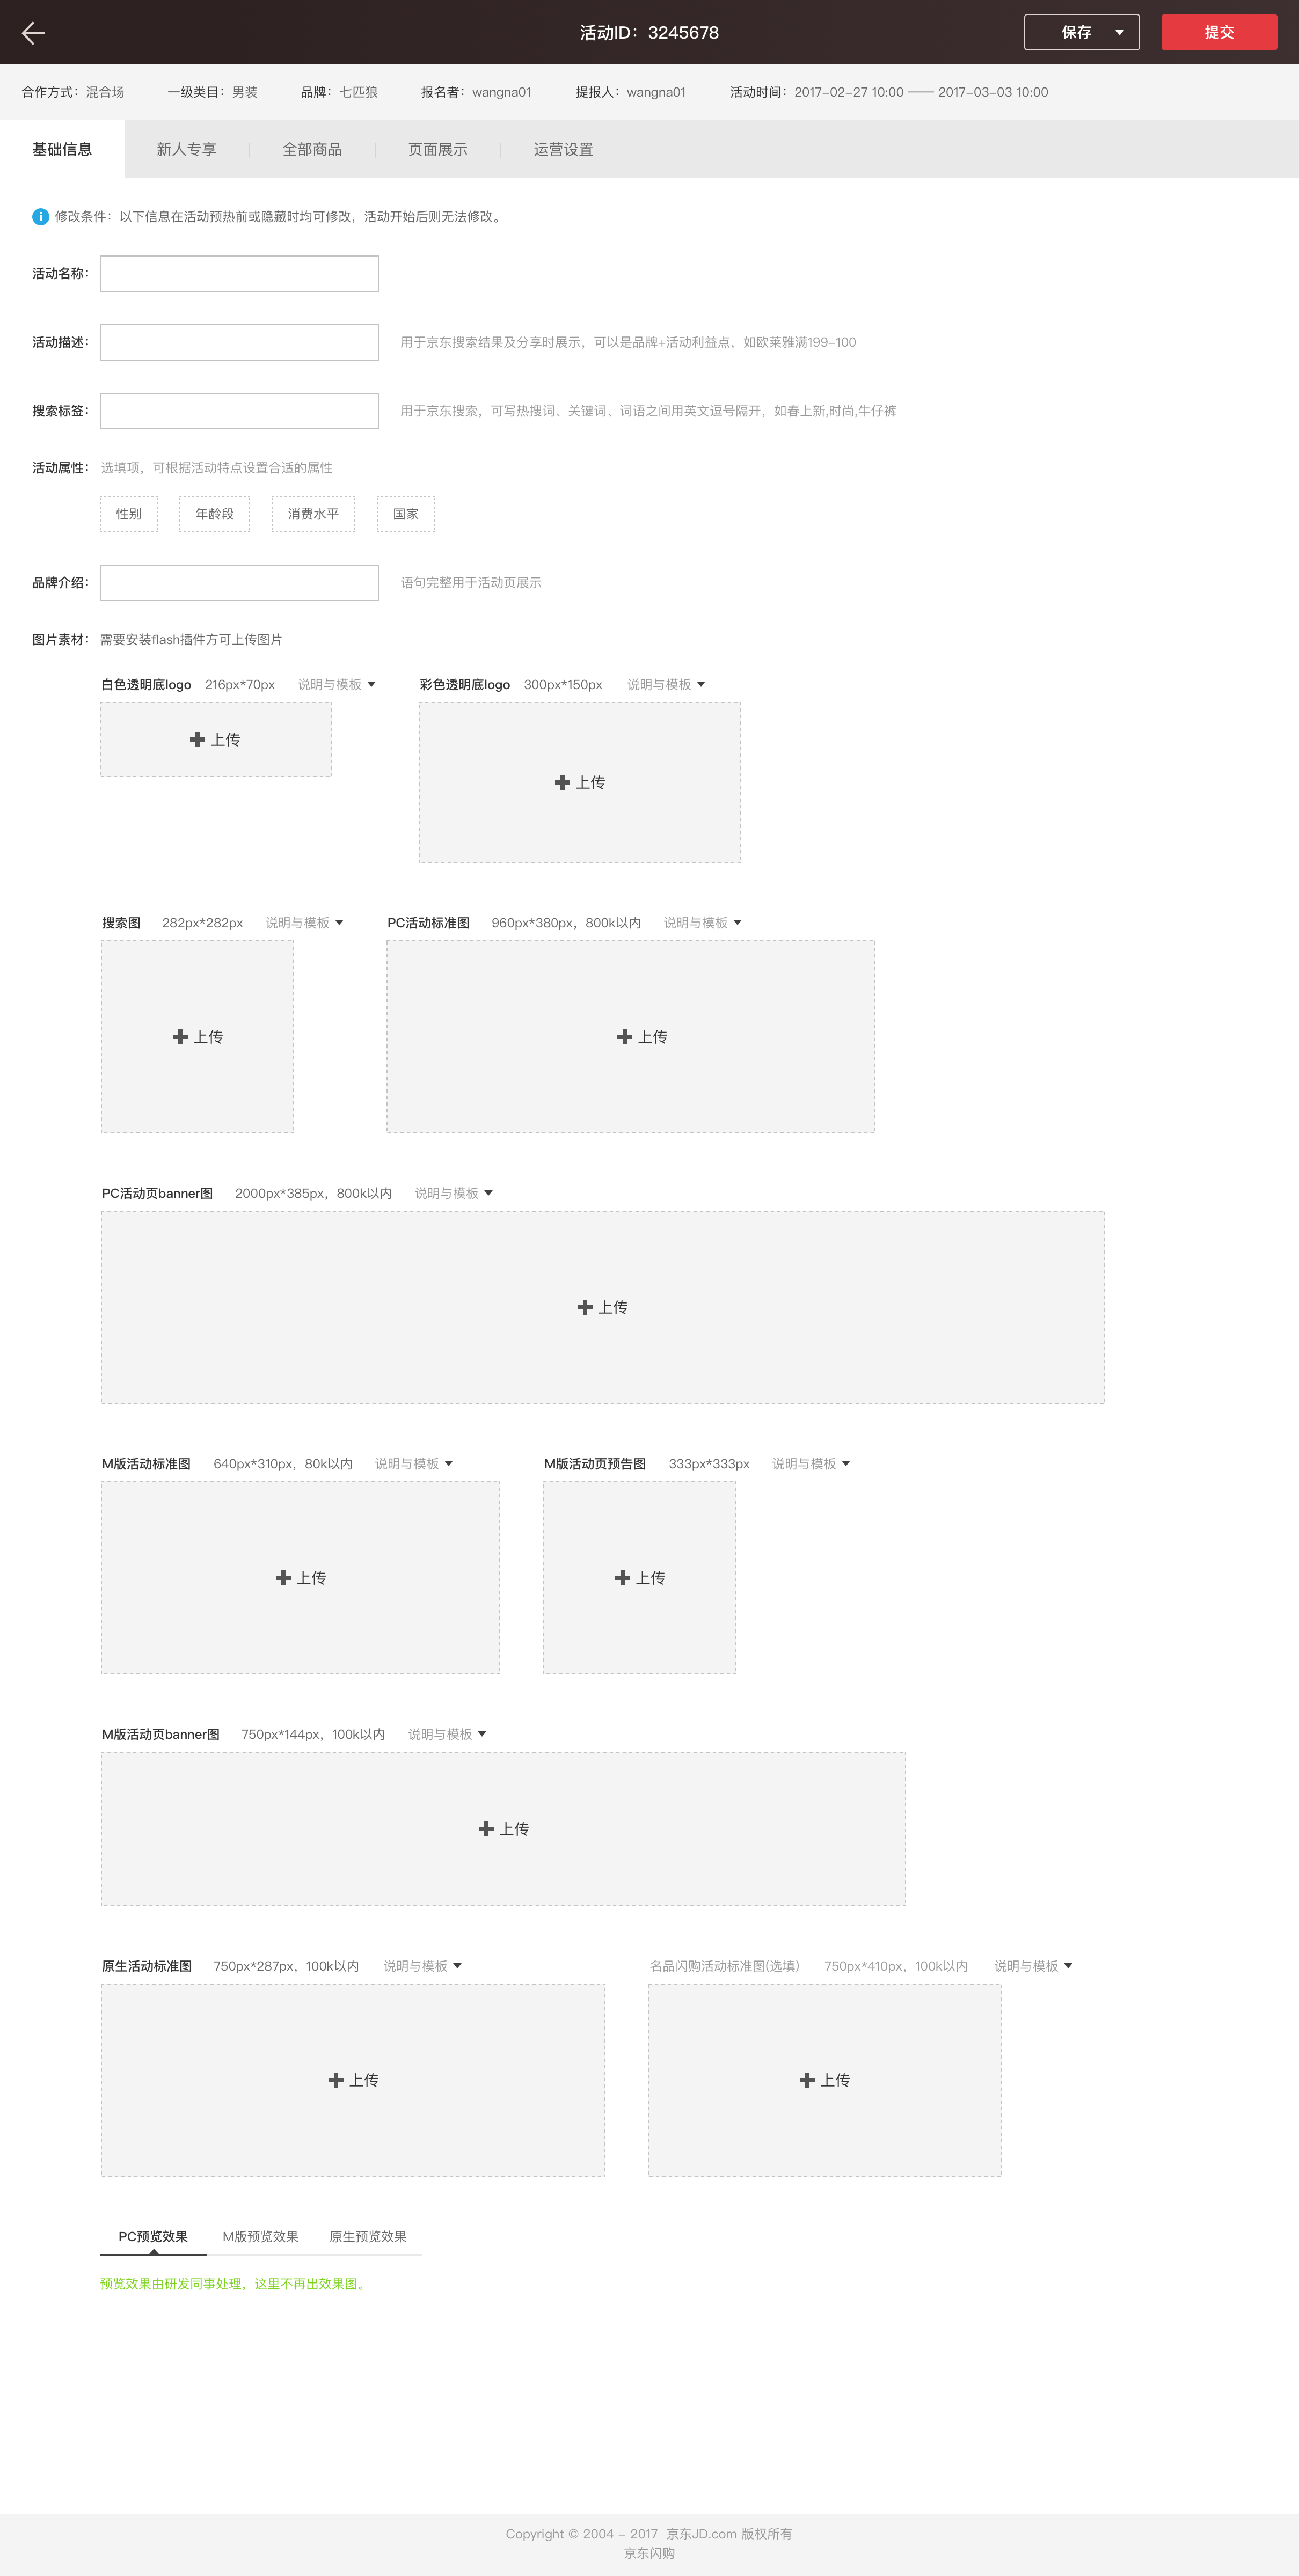 活动ID：3245678
保存
提交
合作方式：混合场 一级类目：男装 品牌：七匹狼 报名者：wangna01 提报人：wangna01 活动时间：2017-02-27 10:00 —— 2017-03-03 10:00
基础信息 新人专享 全部商品 页面展示 运营设置
修改条件：以下信息在活动预热前或隐藏时均可修改，活动开始后则无法修改。
活动名称：
活动描述： 用于京东搜索结果及分享时展示，可以是品牌+活动利益点，如欧莱雅满199-100
搜索标签： 用于京东搜索，可写热搜词、关键词、词语之间用英文逗号隔开，如春上新,时尚,牛仔裤
活动属性： 选填项，可根据活动特点设置合适的属性
性别 年龄段 消费水平 国家
品牌介绍： 语句完整用于活动页展示
图片素材： 需要安装flash插件方可上传图片
白色透明底logo 216px*70px 说明与模板 彩色透明底logo 300px*150px 说明与模板
上传
上传
搜索图 282px*282px 说明与模板 PC活动标准图 960px*380px，800k以内 说明与模板
上传 上传
PC活动页banner图 2000px*385px，800k以内 说明与模板
上传
M版活动标准图 640px*310px，80k以内 说明与模板 M版活动页预告图 333px*333px 说明与模板
上传 上传
M版活动页banner图 750px*144px，100k以内 说明与模板
上传
原生活动标准图 750px*287px，100k以内 说明与模板 名品闪购活动标准图(选填) 750px*410px，100k以内 说明与模板
上传 上传
PC预览效果 M版预览效果 原生预览效果
预览效果由研发同事处理，这里不再出效果图。
Copyright © 2004 - 2017 京东JD.com 版权所有
京东闪购